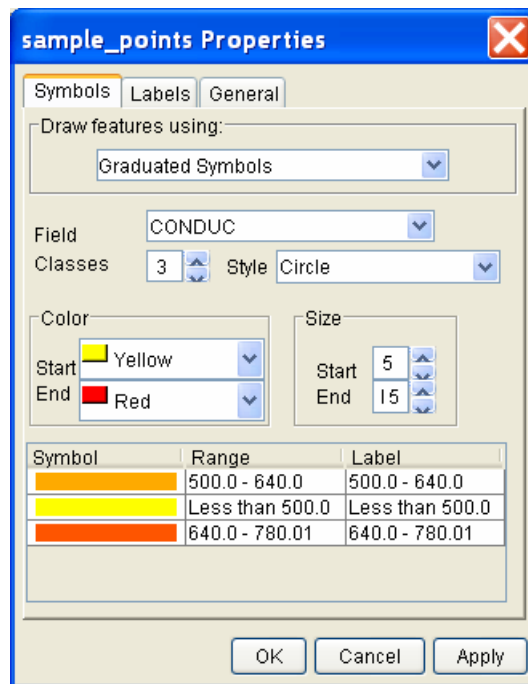 sample_points Properties
Symbols Labels General
Draw features using:
Graduated Symbols
Field CONDUC
Classes 3 Style Circle
Color Size
Start Yellow Start 5
End Red End 15
Symbol Range Label
500.0 - 640.0 500.0 - 640.0
Less than 500.0 Less than 500.0
640.0 - 780.01 640.0 - 780.01
OK Cancel Apply